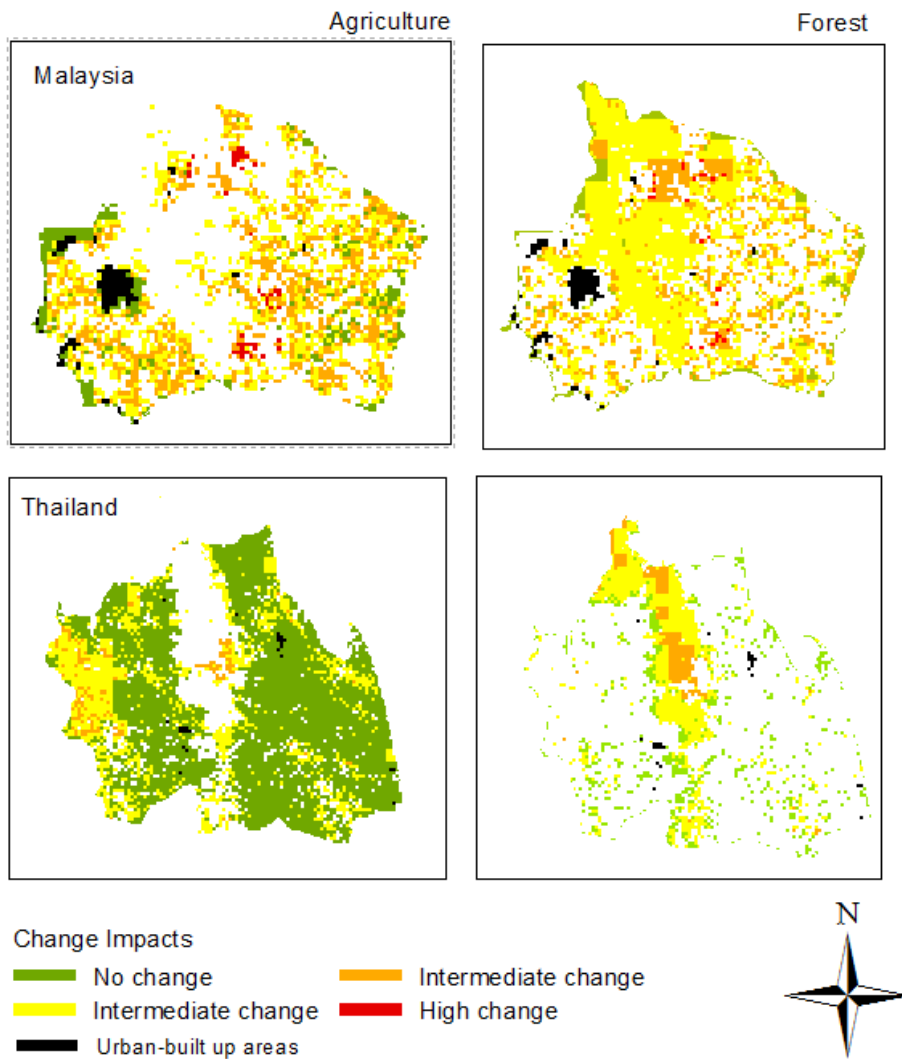 Agriculture
Forest
Malaysia
Thailand
N
Change Impacts
No change
Intermediate change
Intermediate change
High change
Urban-built up areas